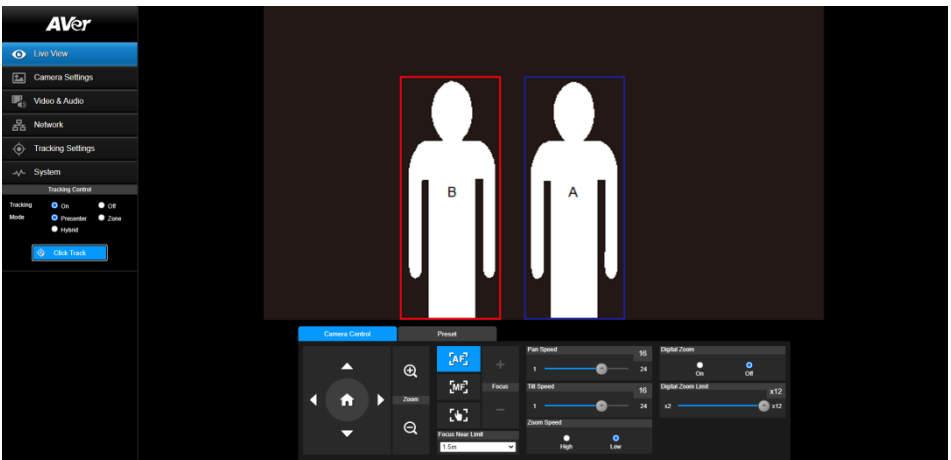 AVer
Live View
Camera Settings
Video & Audio
Network
Tracking Settings
System
Tracking Control
Tracking On Off
Mode Presenter Zone
Hybrid
Click Track
B A
Camera Control Preset
AF
MF
Zoom
Focus
Focus Near Limit
1.5m
Pan Speed 16
1 24
Tilt Speed 16
1 24
Zoom Speed
High Low
Digital Zoom
On Off
Digital Zoom Limit x12
x2 x12